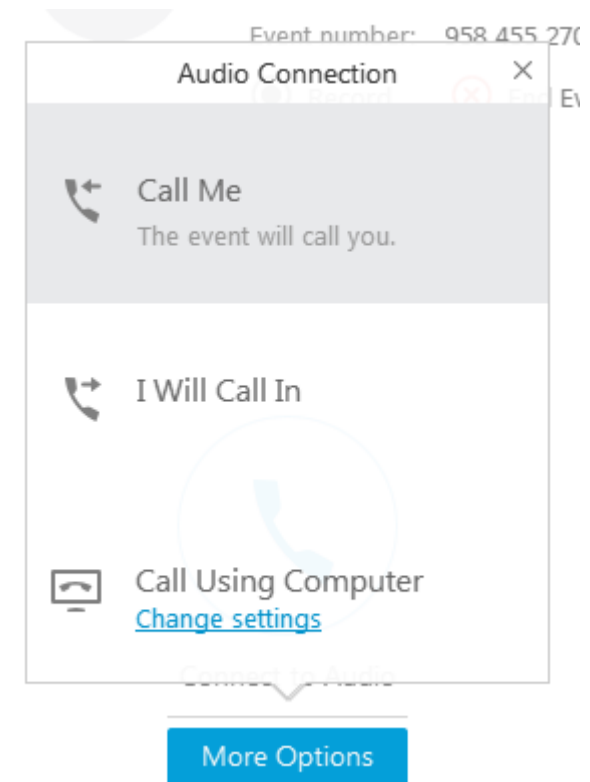 Event number: 958 455 270
Audio Connection
Record End Ev
Call Me
The event will call you.
I Will Call In
Call Using Computer
Change settings
Connect to Audio
More Options